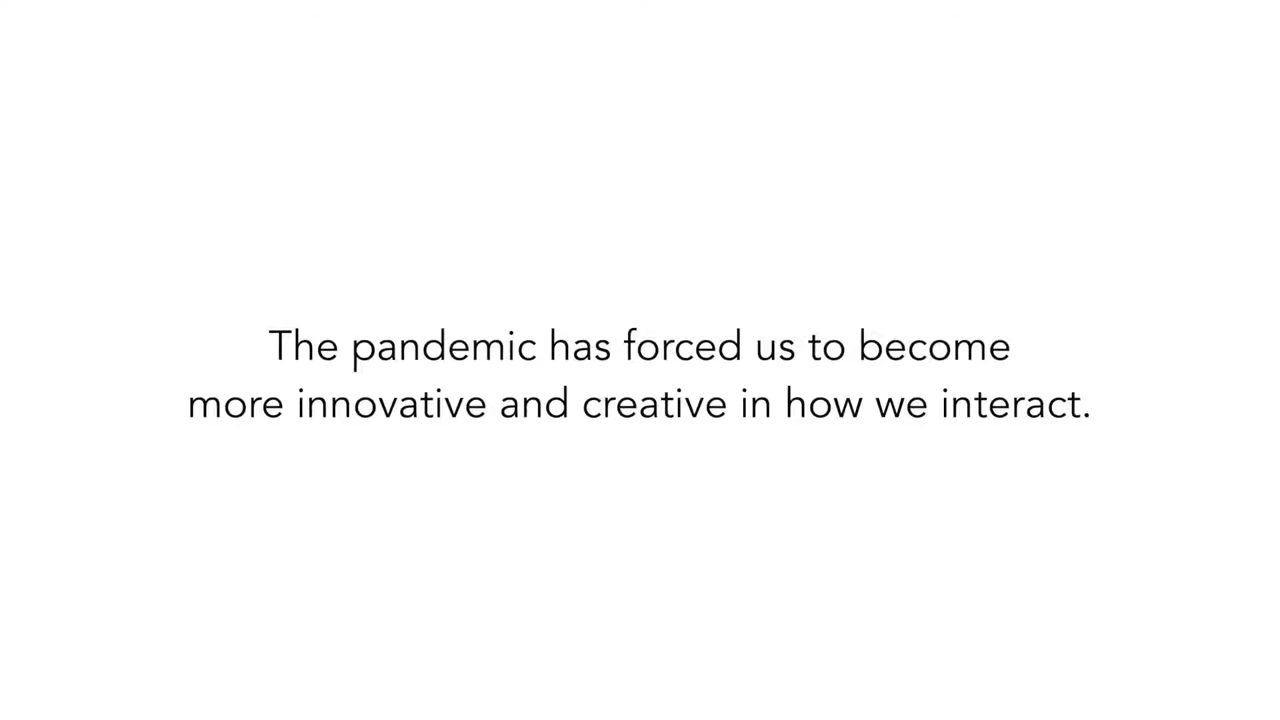 The pandemic has forced us to become
more innovative and creative in how we interact.